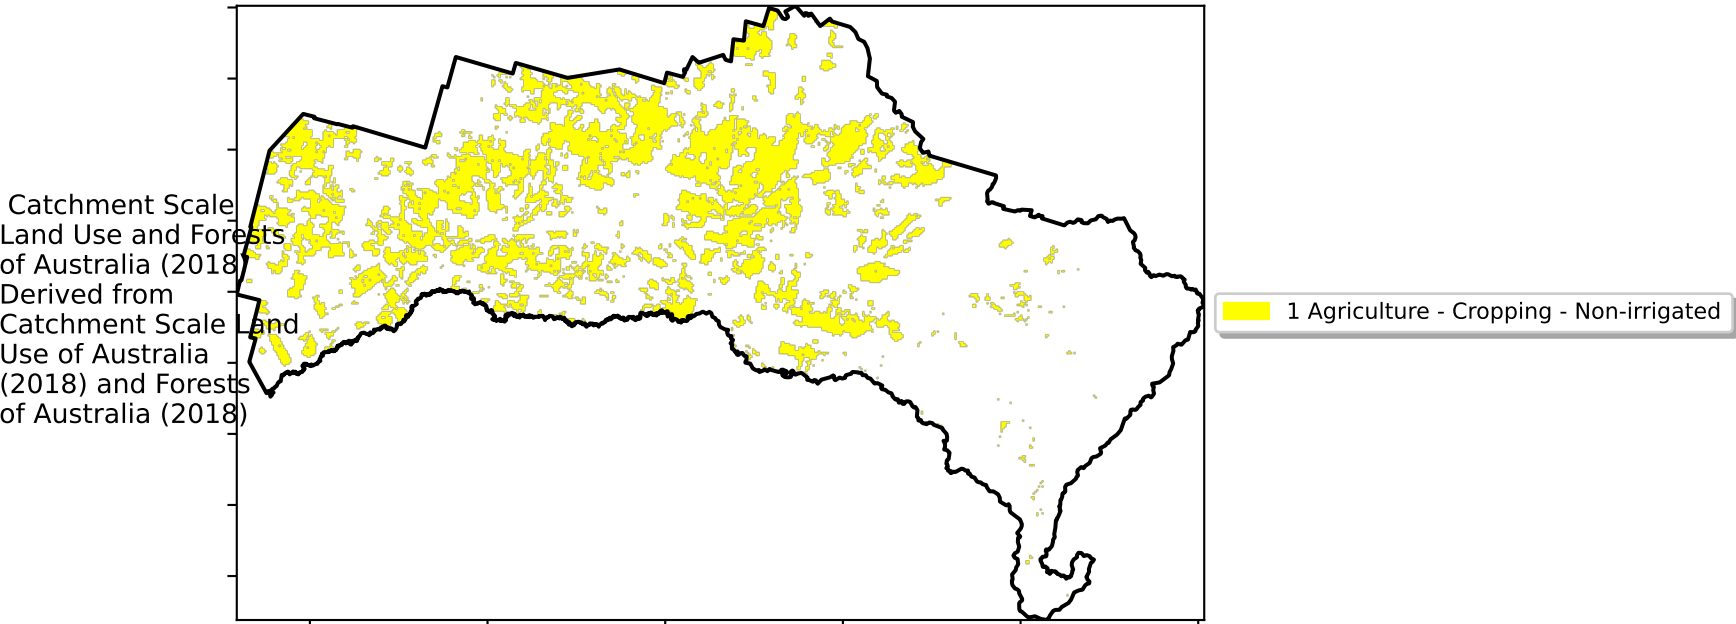 Catchment Scale
Land Use and Forests
of Australia (2018)
Derived from
Catchment Scale Land
Use of Australia
(2018) and Forests
of Australia (2018)
1 Agriculture - Cropping - Non-irrigated